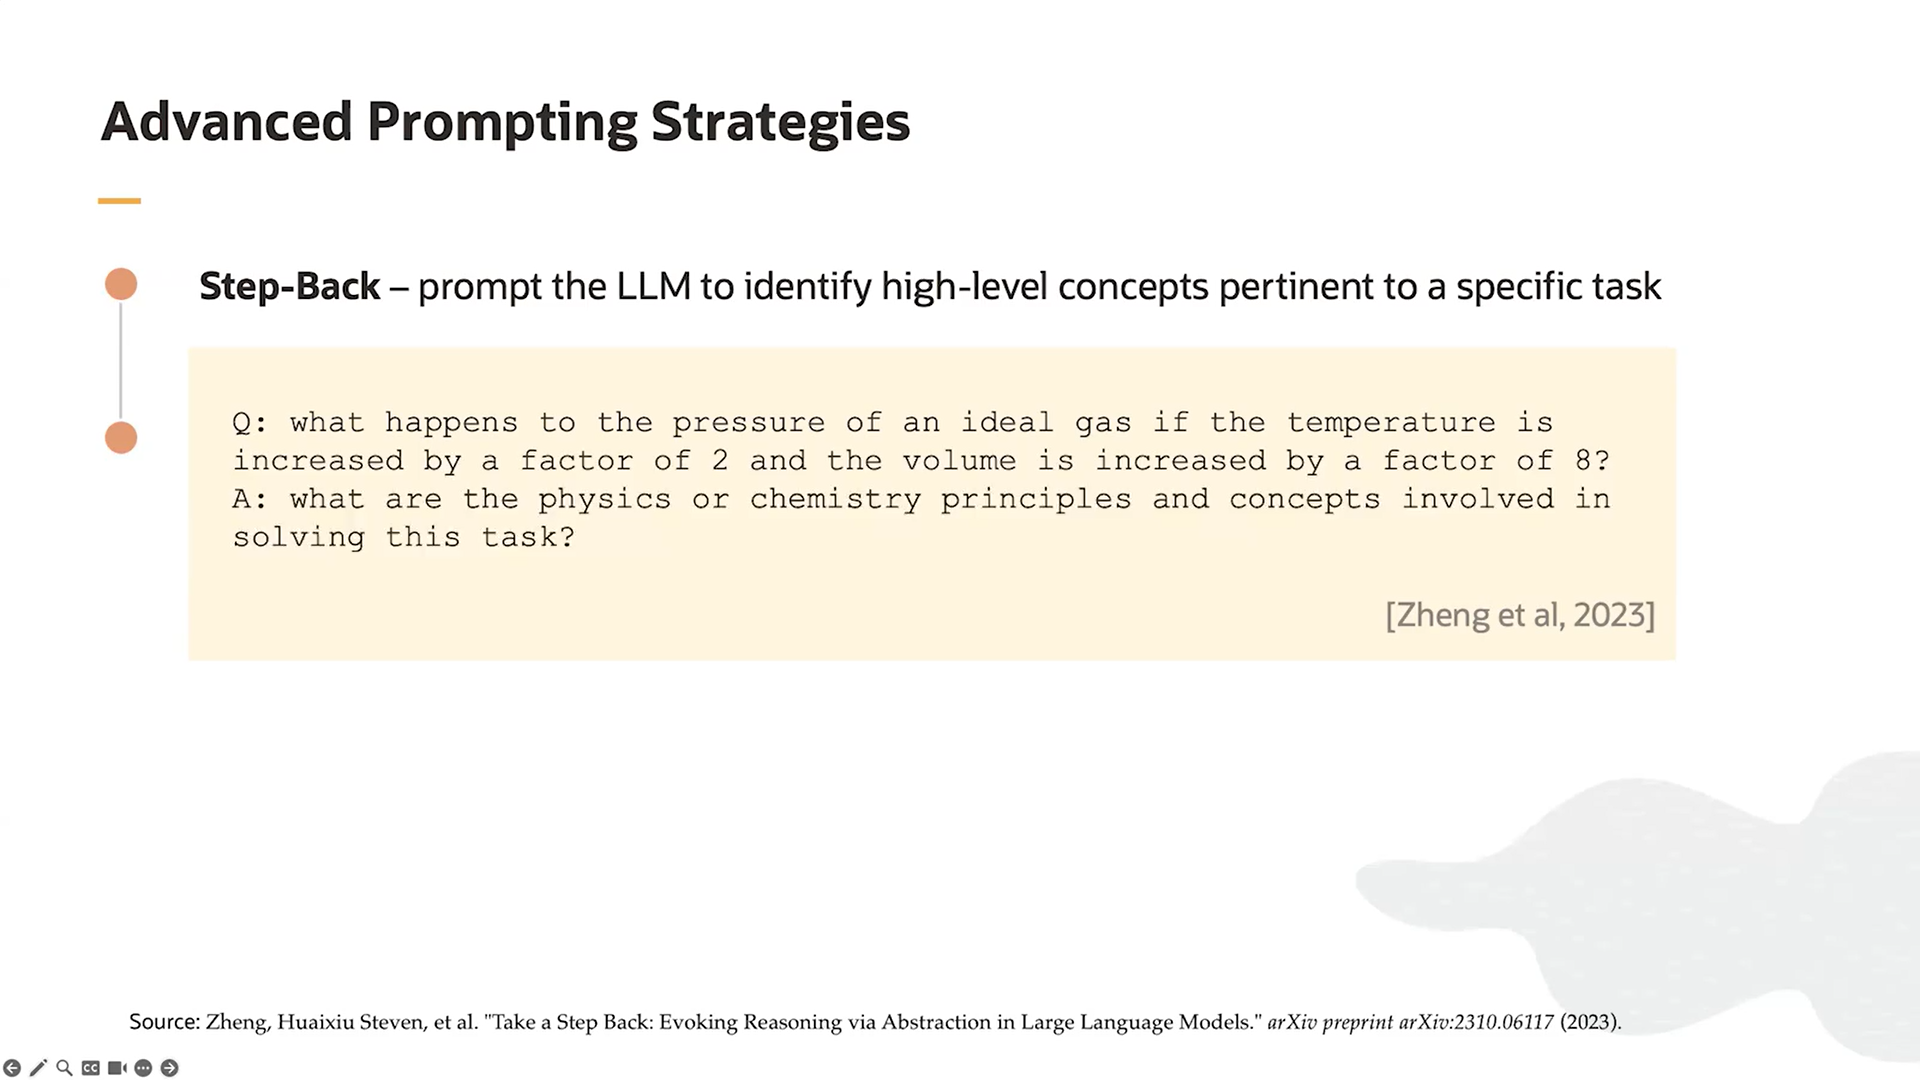 Advanced Prompting Strategies
Step-Back – prompt the LLM to identify high-level concepts pertinent to a specific task
Q: what happens to the pressure of an ideal gas if the temperature is
increased by a factor of 2 and the volume is increased by a factor of 8?
A: what are the physics or chemistry principles and concepts involved in
solving this task?
[Zheng et al, 2023]
Source: Zheng, Huaixiu Steven, et al. "Take a Step Back: Evoking Reasoning via Abstraction in Large Language Models." arXiv preprint arXiv:2310.06117 (2023).
CC